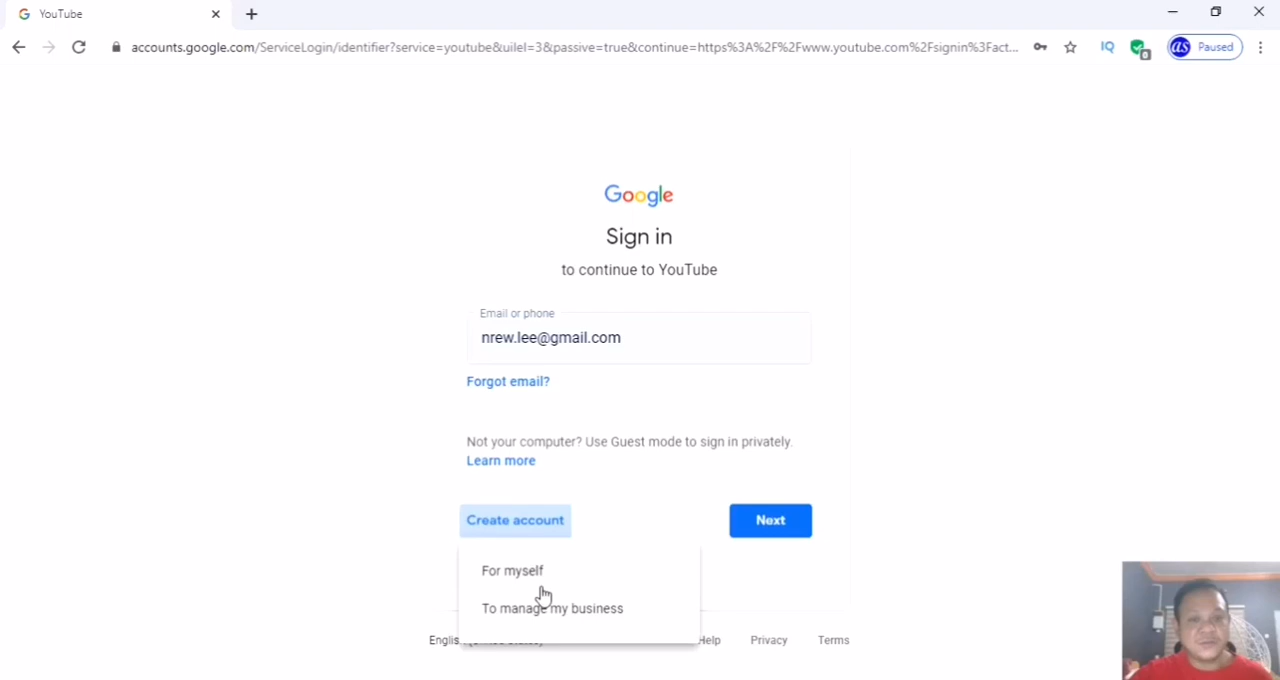 YouTube
accounts.google.com/ServiceLogin/identifier?service=youtube&uilel=3&passive=true&continue=https%3A%2F%2Fwww.youtube.com%2Fsignin%3Fact...
IQ
as
Paused
Google
Sign in
to continue to YouTube
Email or phone
nrew.lee@gmail.com
Forgot email?
Not your computer? Use Guest mode to sign in privately.
Learn more
Create account
Next
For myself
To manage my business
Help
Privacy
Terms